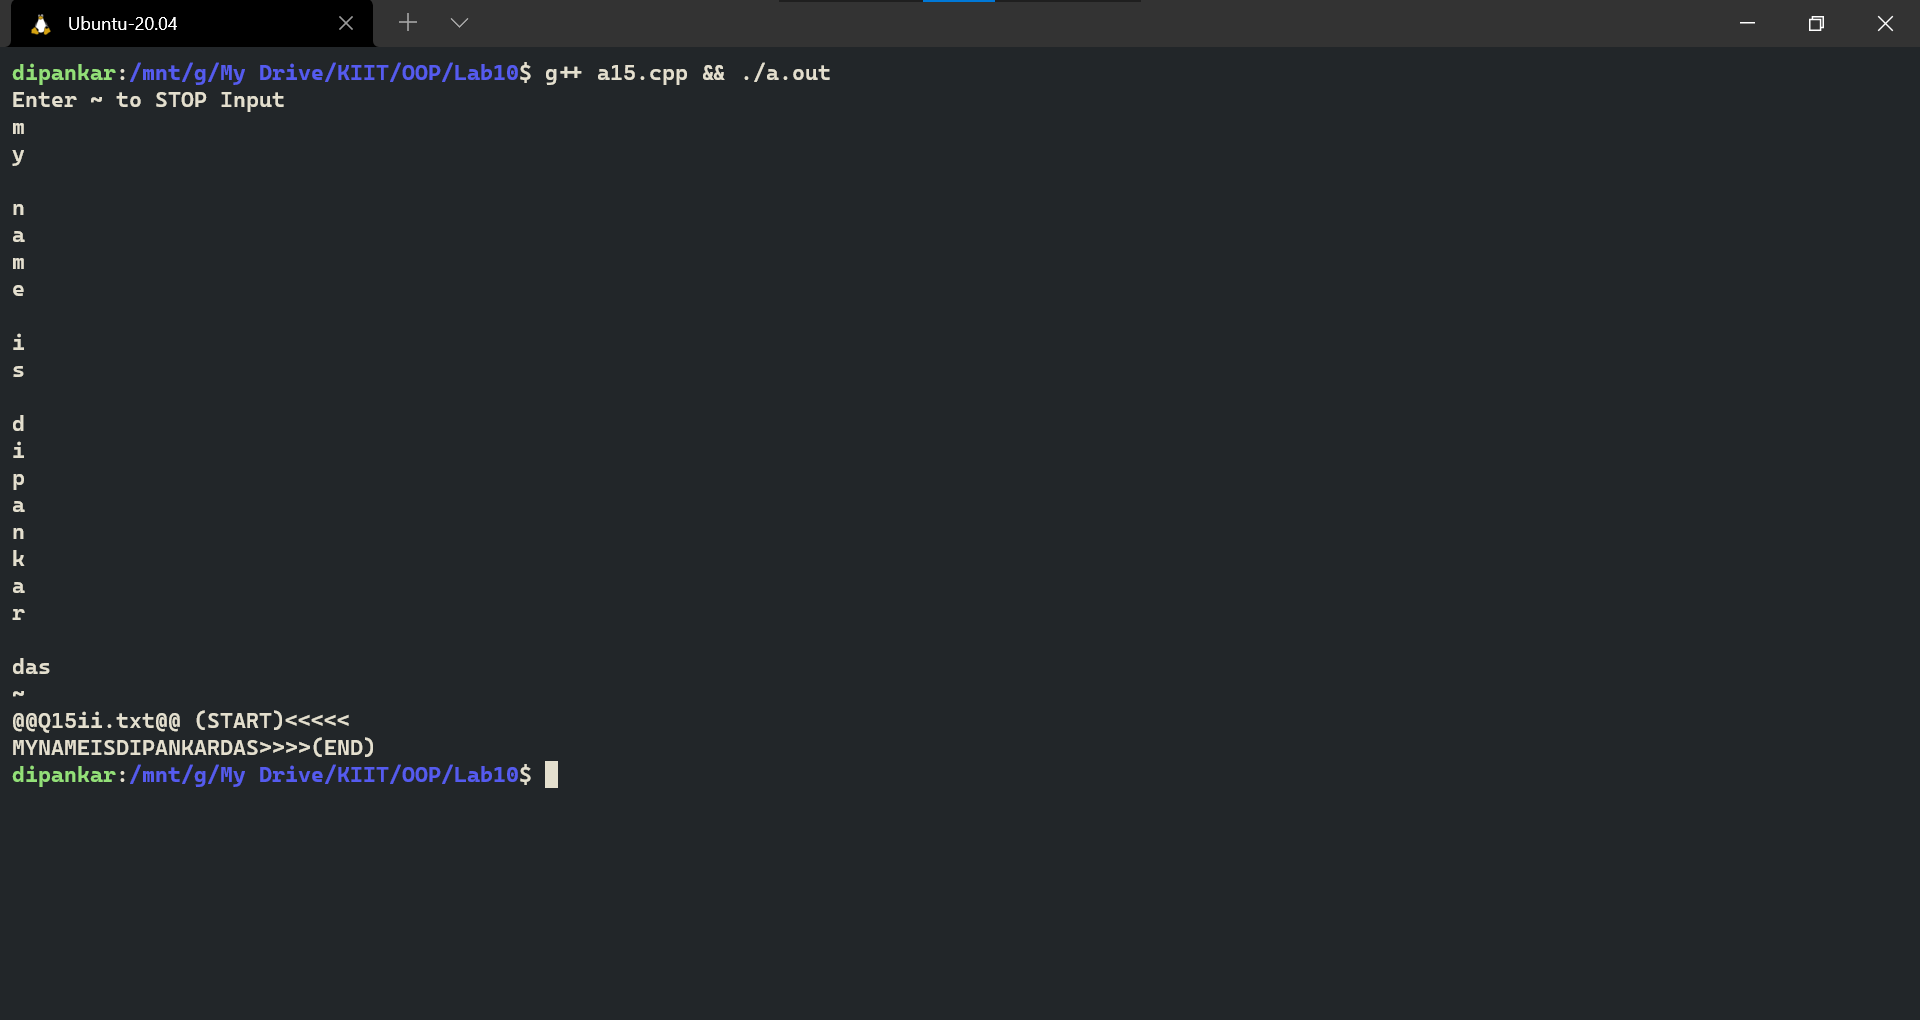 Ubuntu-20.04
dipankar:/mnt/g/My Drive/KIIT/OOP/Lab10$ g++ a15.cpp && ./a.out
Enter ~ to STOP Input
m
y

n
a
m
e

i
s

d
i
p
a
n
k
a
r

das
~
@@Q15ii.txt@@ (START)<<<<<
MYNAMEISDIPANKARDAS>>>>(END)
dipankar:/mnt/g/My Drive/KIIT/OOP/Lab10$